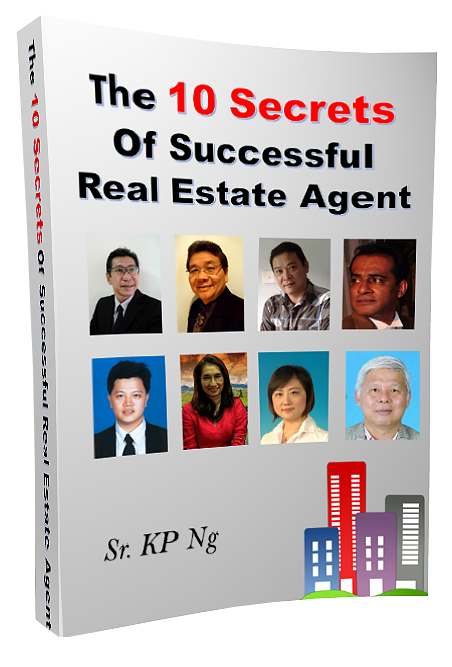 The 10 Secrets
Of Successful
Real Estate Agent
Sr. KP Ng
The 10 Secrets Of Successful Real Estate Agent